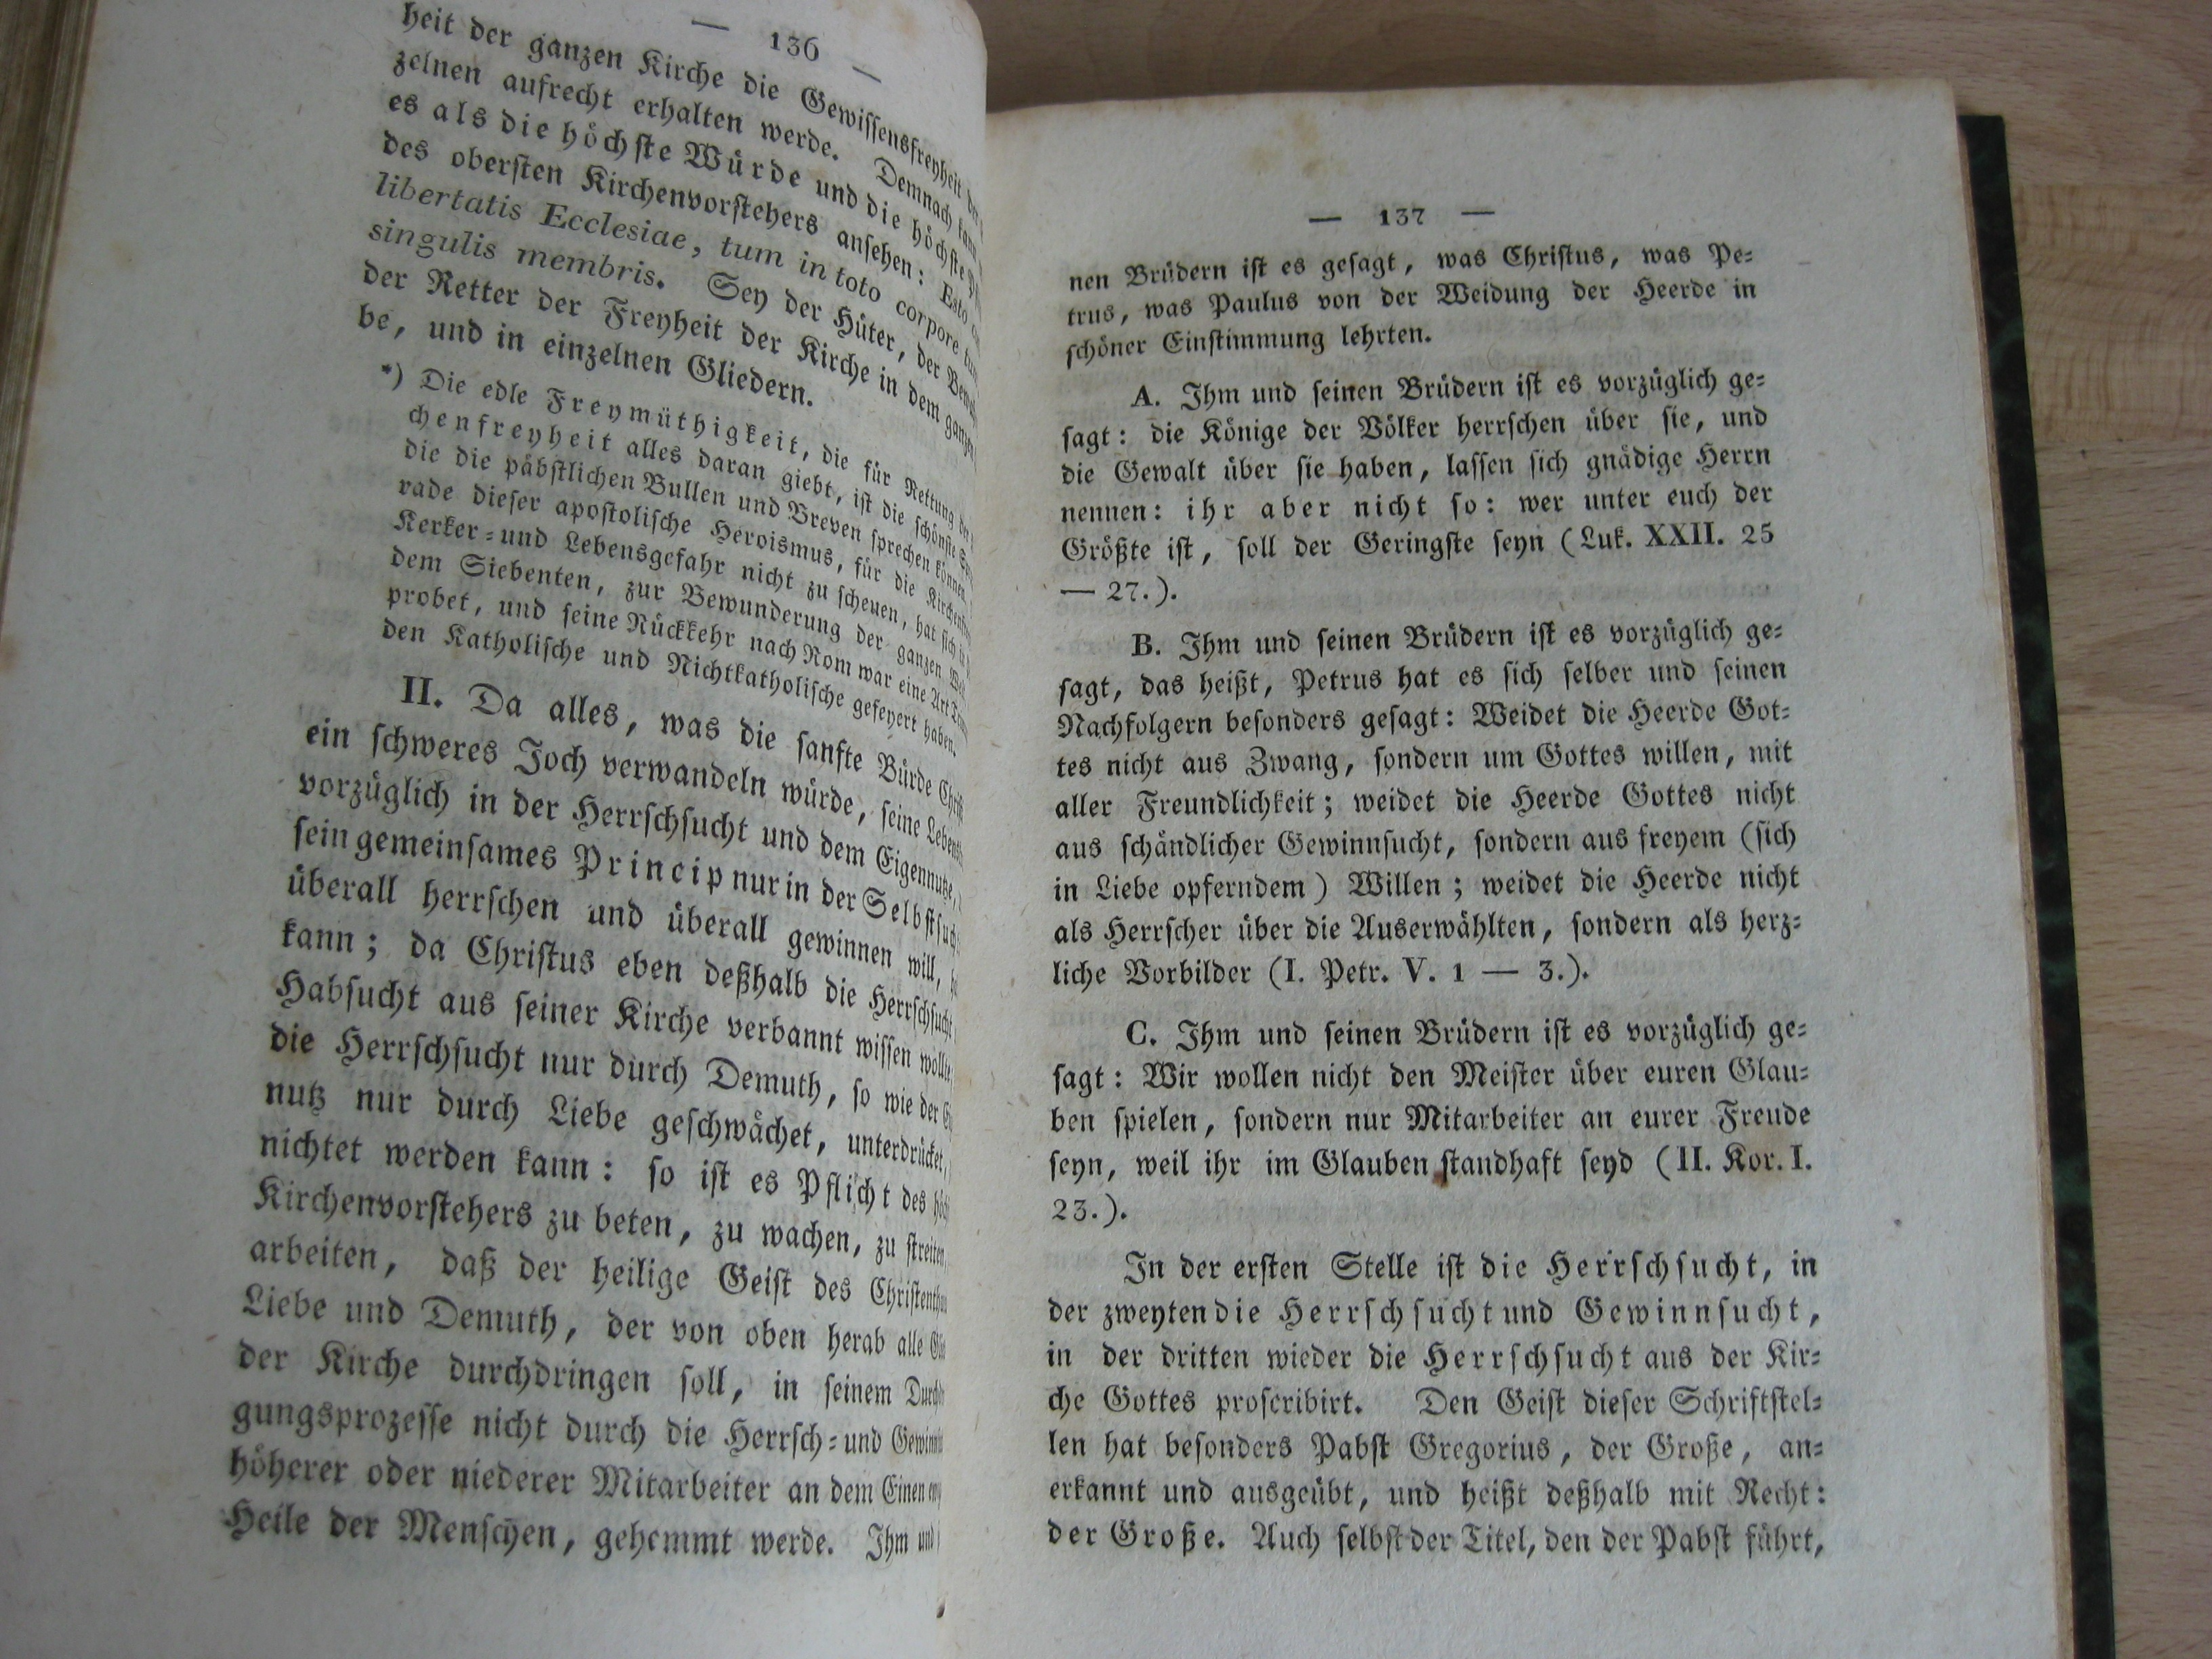 — 136 —
heit der ganzen Kirche die Gewiſſensfreyheit
zelnen aufrecht erhalten werde. Demnach kann
es als die höchſte Würde und die höchſte
des oberſten Kirchenvorſtehers anſehen: Esto
libertatis Ecclesiae, tum in toto corpore tum
singulis membris. Sey der Hüter, der
der Retter der Freyheit der Kirche in dem ganzen
be, und in einzelnen Gliedern.
*) Die edle Freymüthigkeit, die für Rettung
chenfreyheit alles daran giebt, iſt die ſchönſte
die die päbſtlichen Bullen und Breven ſprechen können.
rade dieſer apoſtoliſche Heroismus, für die
Kerker⸗und Lebensgefahr nicht zu ſcheuen, hat ſich
dem Siebenten, zur Bewunderung der ganzen
probet, und ſeine Rückkehr nach Rom war eine Art
den Katholiſche und Nichtkatholiſche gefeyert haben.
II. Da alles, was die ſanfte Bürde
ein ſchweres Joch verwandeln würde, ſeine
vorzüglich in der Herrſchſucht und dem Eigennutze,
ſein gemeinſames Princip nur in der
überall herrſchen und überall gewinnen will,
kann; da Chriſtus eben deßhalb die
Habſucht aus ſeiner Kirche verbannt wiſſen
die Herrſchſucht nur durch Demuth, ſo wie der
nutz nur durch Liebe geſchwächet, unterdrücket,
nichtet werden kann: ſo iſt es Pflicht des
Kirchenvorſtehers zu beten, zu wachen, zu ſtreiten,
arbeiten, daß der heilige Geiſt des
Liebe und Demuth, der von oben herab alle
der Kirche durchdringen ſoll, in ſeinem
gungsprozeſſe nicht durch die Herrſch⸗und
höherer oder niederer Mitarbeiter an dem Einen
Heile der Menſchen, gehemmt werde. Ihm und
— 137 —
nen Brüdern iſt es geſagt, was Chriſtus, was Pe⸗
trus, was Paulus von der Weidung der Heerde in
ſchöner Einſtimmung lehrten.
A. Ihm und ſeinen Brüdern iſt es vorzüglich ge⸗
ſagt: die Könige der Völker herrſchen über ſie, und
die Gewalt über ſie haben, laſſen ſich gnädige Herrn
nennen: ihr aber nicht ſo: wer unter euch der
Größte iſt, ſoll der Geringſte ſeyn (Luk. XXII. 25
— 27.).
B. Ihm und ſeinen Brüdern iſt es vorzüglich ge⸗
ſagt, das heißt, Petrus hat es ſich ſelber und ſeinen
Nachfolgern beſonders geſagt: Weidet die Heerde Got⸗
tes nicht aus Zwang, ſondern um Gottes willen, mit
aller Freundlichkeit; weidet die Heerde Gottes nicht
aus ſchändlicher Gewinnſucht, ſondern aus freyem (ſich
in Liebe opferndem) Willen; weidet die Heerde nicht
als Herrſcher über die Auserwählten, ſondern als herz⸗
liche Vorbilder (I. Petr. V. 1 — 3.).
C. Ihm und ſeinen Brüdern iſt es vorzüglich ge⸗
ſagt: Wir wollen nicht den Meiſter über euren Glau⸗
ben ſpielen, ſondern nur Mitarbeiter an eurer Freude
ſeyn, weil ihr im Glauben ſtandhaft ſeyd (II. Kor. I.
23.).
In der erſten Stelle iſt die Herrſchſucht, in
der zweyten die Herrſchſucht und Gewinnſucht,
in der dritten wieder die Herrſchſucht aus der Kir⸗
che Gottes proſcribirt. Den Geiſt dieſer Schriftſtel⸗
len hat beſonders Pabſt Gregorius, der Große, an⸗
erkannt und ausgeübt, und heißt deßhalb mit Recht:
der Große. Auch ſelbſt der Titel, den der Pabſt führt,